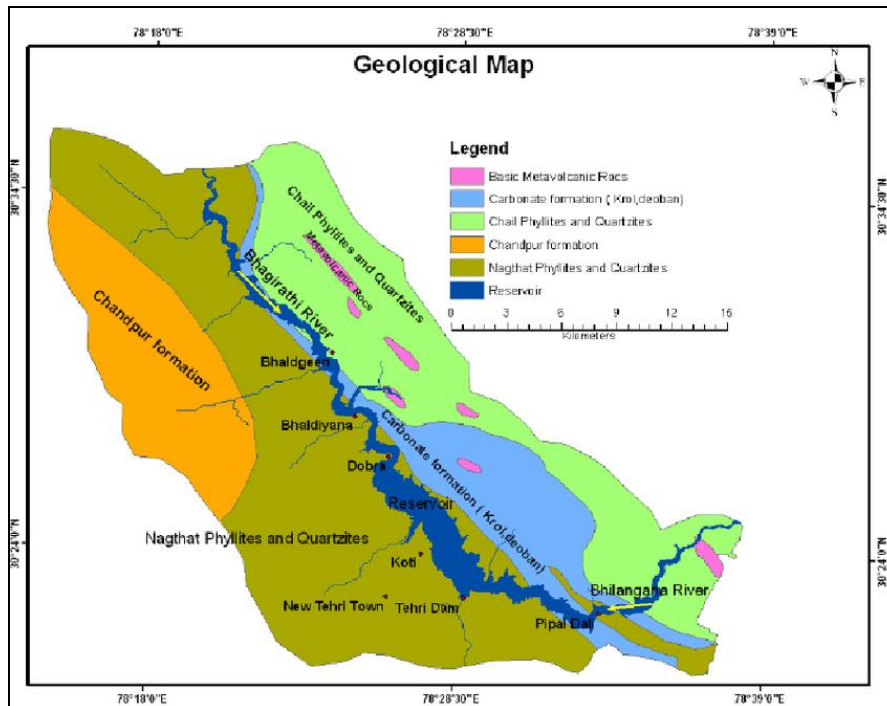 78°18'0"E
78°28'30"E
78°39'0"E
Geological Map
N
W
E
S
30°34'30"N
30°34'30"N
Legend
Basic Metavolcanic Rocs
Carbonate formation ( Krol,deoban)
Chail Phyllites and Quartzites
Chandpur formation
Nagthat Phyllites and Quartzites
Reservoir
0 3 6 9 12 15
Kilometers
Chail Phyllites and Quartzites
Metavolcanic Rocs
Bhagirathi River
Chandpur formation
Bhaldgeen
Bhaldiyana
Carbonate formation ( Krol,deoban)
Dobra
Reservoir
Nagthat Phyllites and Quartzites
Koti
30°24'0"N
30°24'0"N
New Tehri Town
Tehri Dam
Bhilangana River
Pipal Dali
78°18'0"E
78°28'30"E
78°39'0"E